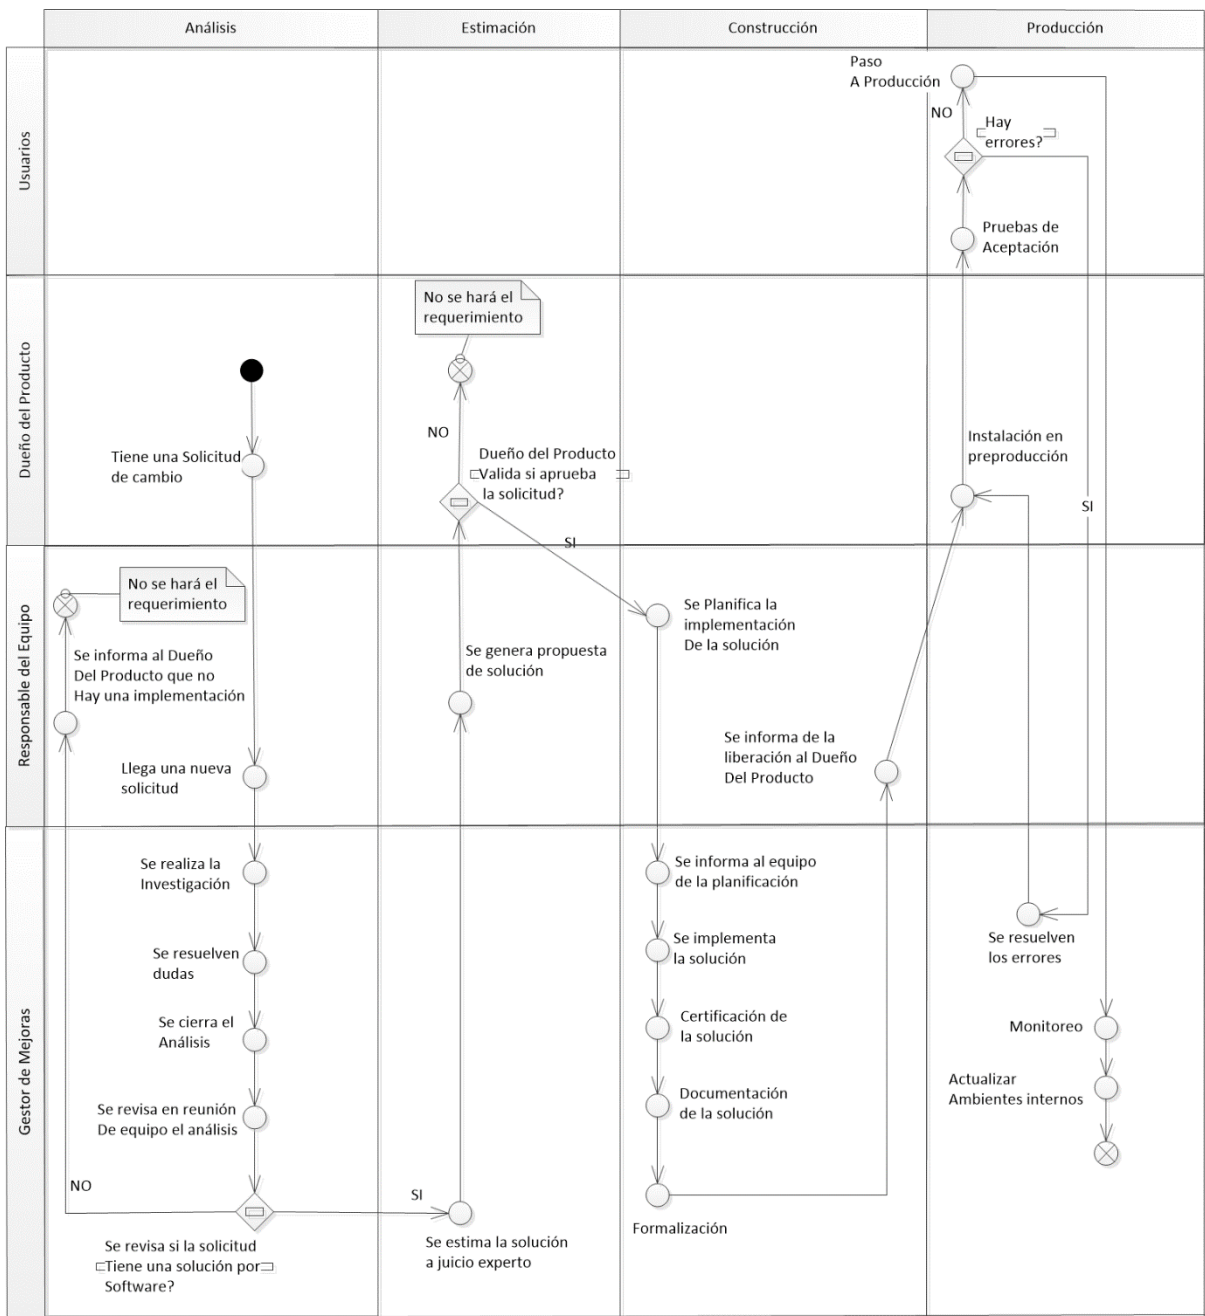 Análisis
Estimación
Construcción
Producción
Usuarios
Paso
A Producción
NO
Hay
errores?
Pruebas de
Aceptación
Dueño del Producto
No se hará el
requerimiento
Tiene una Solicitud
de cambio
NO
Dueño del Producto
Valida si aprueba
la solicitud?
SI
Instalación en
preproducción
SI
Responsable del Equipo
No se hará el
requerimiento
Se informa al Dueño
Del Producto que no
Hay una implementación
Llega una nueva
solicitud
Se genera propuesta
de solución
Se Planifica la
implementación
De la solución
Se informa de la
liberación al Dueño
Del Producto
Gestor de Mejoras
Se realiza la
Investigación
Se resuelven
dudas
Se cierra el
Análisis
Se revisa en reunión
De equipo el análisis
NO
SI
Se revisa si la solicitud
Tiene una solución por
Software?
Se estima la solución
a juicio experto
Se informa al equipo
de la planificación
Se implementa
la solución
Certificación de
la solución
Documentación
de la solución
Formalización
Se resuelven
los errores
Monitoreo
Actualizar
Ambientes internos